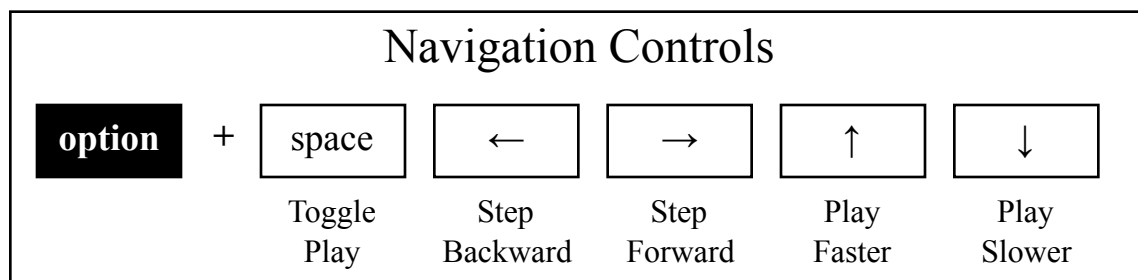 Navigation Controls
option + space ← → ↑ ↓
Toggle Step Step Play Play
Play Backward Forward Faster Slower